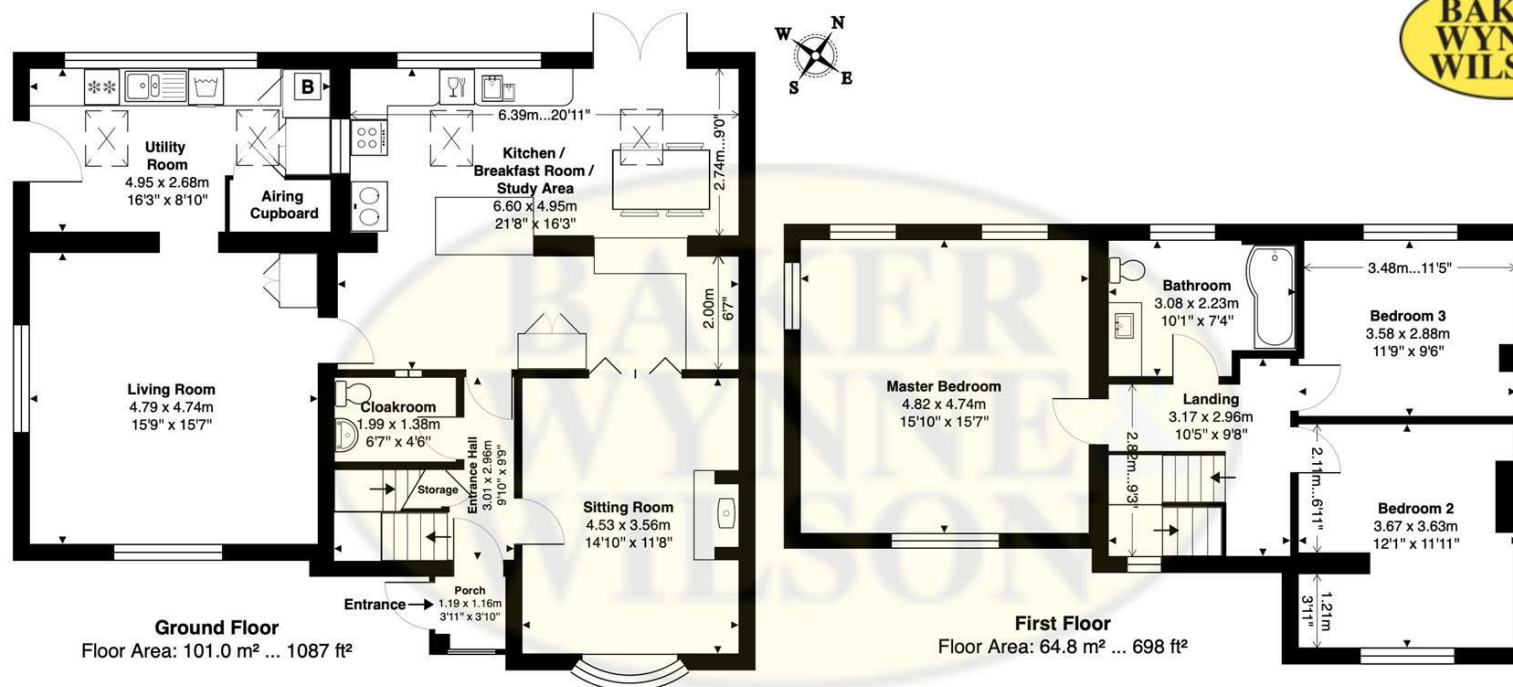 BAK
WYN
WILS
N
W
E
S
B
Utility
Room
4.95 x 2.68m
16'3" x 8'10"
Airing
Cupboard
6.39m...20'11"
Kitchen /
Breakfast Room /
Study Area
6.60 x 4.95m
21'8" x 16'3"
2.74m...9'0"
2.00m
6'7"
Living Room
4.79 x 4.74m
15'9" x 15'7"
Cloakroom
1.99 x 1.38m
6'7" x 4'6"
Entrance Hall
3.01 x 2.96m
9'10" x 9'9"
Storage
Sitting Room
4.53 x 3.56m
14'10" x 11'8"
Porch
1.19 x 1.16m
3'11" x 3'10"
Entrance
Ground Floor
Floor Area: 101.0 m² ... 1087 ft²
Master Bedroom
4.82 x 4.74m
15'10" x 15'7"
Bathroom
3.08 x 2.23m
10'1" x 7'4"
3.48m...11'5"
Bedroom 3
3.58 x 2.88m
11'9" x 9'6"
Landing
3.17 x 2.96m
10'5" x 9'8"
2.82m...9'3"
2.11m...6'11"
Bedroom 2
3.67 x 3.63m
12'1" x 11'11"
1.21m
3'11"
First Floor
Floor Area: 64.8 m² ... 698 ft²
BAKER
WYNNE &
WILSON